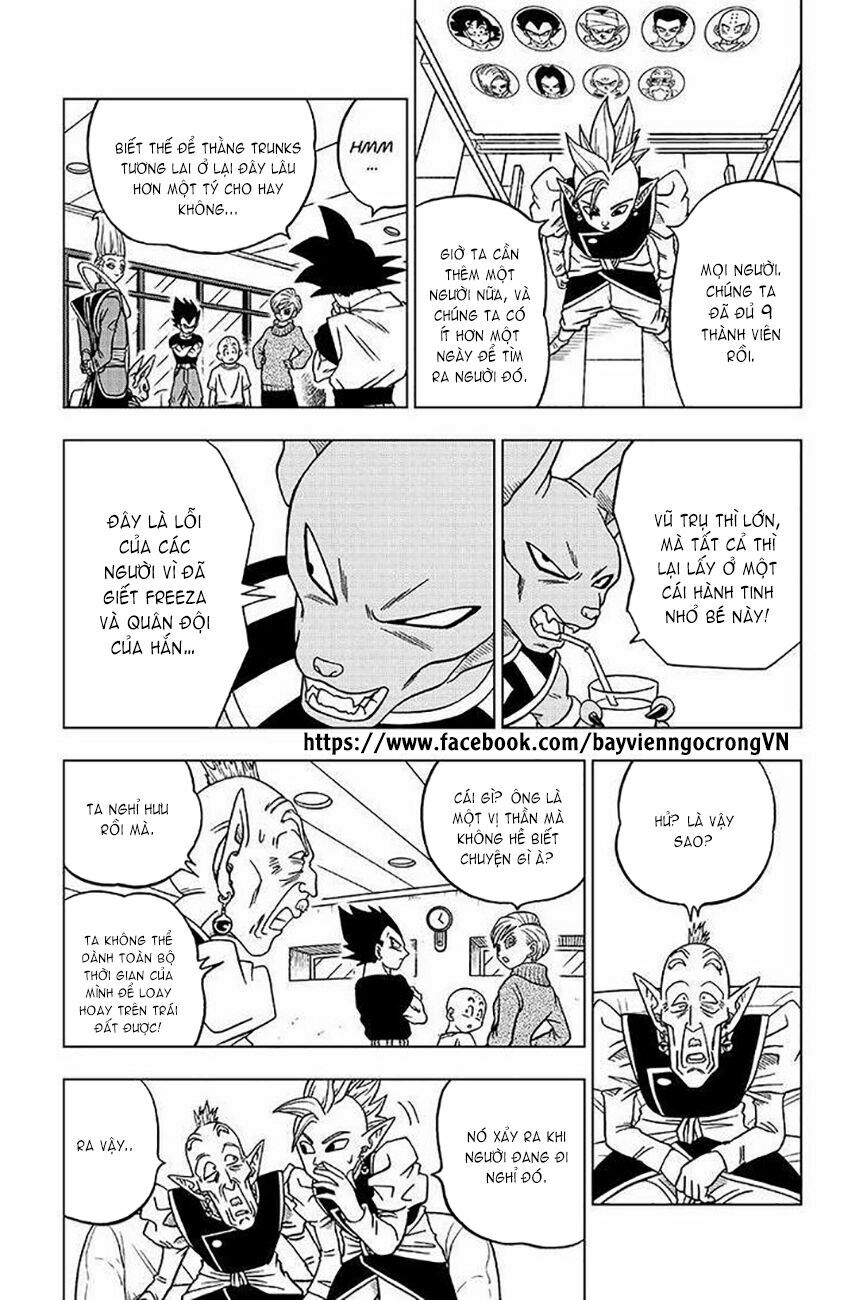 MỌI NGƯỜI.
CHÚNG TA
ĐÃ ĐỦ 9
THÀNH VIÊN
RỒI.
GIỜ TA CẦN
THÊM MỘT
NGƯỜI NỮA, VÀ
CHÚNG TA CÓ
ÍT HƠN MỘT
NGÀY ĐỂ TÌM
RA NGƯỜI ĐÓ.
HMM
...
BIẾT THẾ ĐỂ THẰNG TRUNKS
TƯƠNG LAI Ở LẠI ĐÂY LÂU
HƠN MỘT TÝ CHO HAY
KHÔNG...
VŨ TRỤ THÌ LỚN,
MÀ TẤT CẢ THÌ
LẠI LẤY Ở MỘT
CÁI HÀNH TINH
NHỎ BÉ NÀY!
ĐÂY LÀ LỖI
CỦA CÁC
NGƯƠI VÌ ĐÃ
GIẾT FREEZA
VÀ QUÂN ĐỘI
CỦA HẮN...
https://www.facebook.com/bayvienngocrongVN
HỬ? LÀ VẬY
SAO?
CÁI GÌ? ÔNG LÀ
MỘT VỊ THẦN MÀ
KHÔNG HỀ BIẾT
CHUYỆN GÌ À?
TA NGHỈ HƯU
RỒI MÀ.
TA KHÔNG THỂ
DÀNH TOÀN BỘ
THỜI GIAN CỦA
MÌNH ĐỂ LOAY
HOAY TRÊN TRÁI
ĐẤT ĐƯỢC!
NÓ XẢY RA KHI
NGƯỜI ĐANG ĐI
NGHỈ ĐÓ.
RA VẬY..